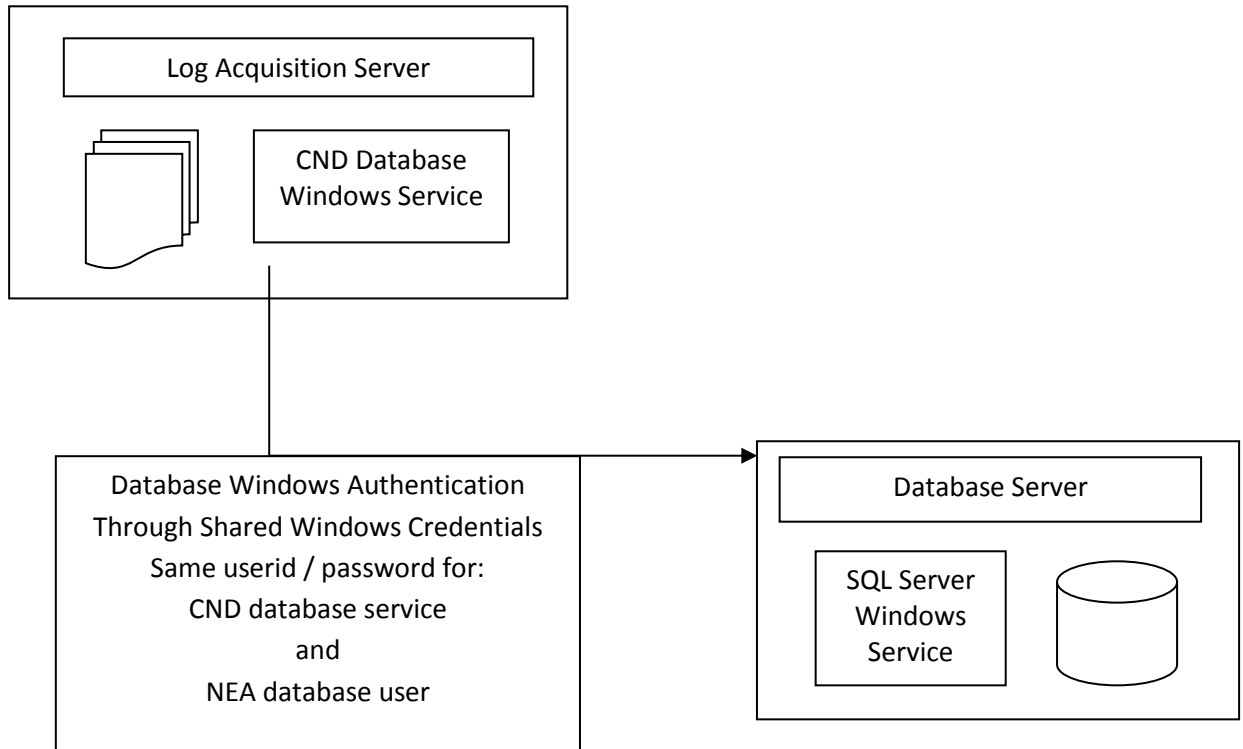 Log Acquisition Server
CND Database
Windows Service
Database Windows Authentication
Through Shared Windows Credentials
Same userid / password for:
CND database service
and
NEA database user
Database Server
SQL Server
Windows
Service